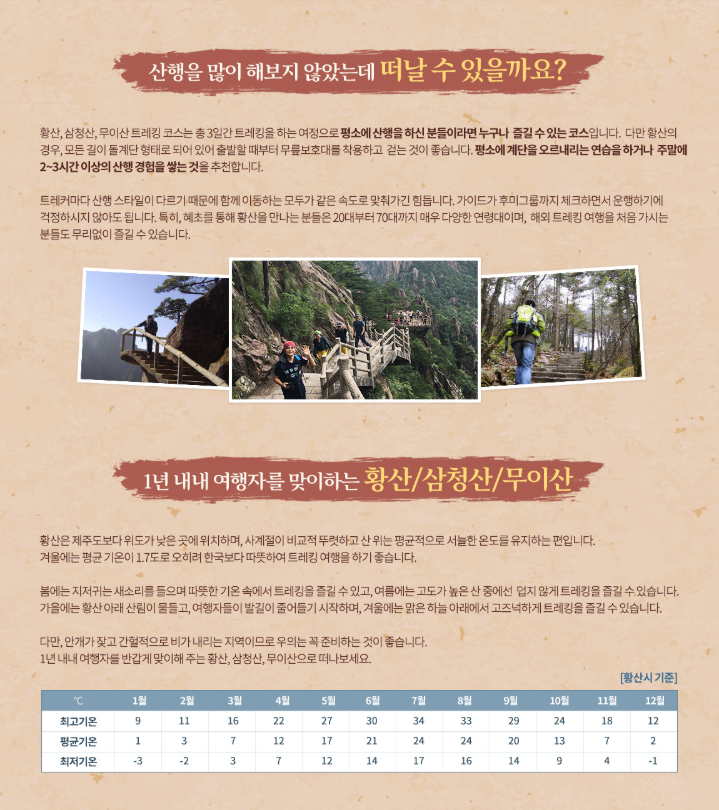 산행을 많이 해보지 않았는데 떠날 수 있을까요?
황산, 삼청산, 무이산 트레킹 코스는 총 3일간 트레킹을 하는 여정으로 평소에 산행을 하신 분들이라면 누구나 즐길 수 있는 코스입니다. 다만 황산의
경우, 모든 길이 돌계단 형태로 되어 있어 출발할 때부터 무릎보호대를 착용하고 걷는 것이 좋습니다. 평소에 계단을 오르내리는 연습을 하거나 주말에
2~3시간 이상의 산행 경험을 쌓는 것을 추천합니다.
트레커마다 산행 스타일이 다르기 때문에 함께 이동하는 모두가 같은 속도로 맞춰가긴 힘듭니다. 가이드가 후미그룹까지 체크하면서 운행하기에
걱정하시지 않아도 됩니다. 특히, 혜초를 통해 황산을 만나는 분들은 20대부터 70대까지 매우 다양한 연령대이며, 해외 트레킹 여행을 처음 가시는
분들도 무리없이 즐길 수 있습니다.
1년 내내 여행자를 맞이하는 황산/삼청산/무이산
황산은 제주도보다 위도가 낮은 곳에 위치하며, 사계절이 비교적 뚜렷하고 산 위는 평균적으로 서늘한 온도를 유지하는 편입니다.
겨울에는 평균 기온이 1.7도로 오히려 한국보다 따뜻하여 트레킹 여행을 하기 좋습니다.
봄에는 지저귀는 새소리를 들으며 따뜻한 기온 속에서 트레킹을 즐길 수 있고, 여름에는 고도가 높은 산 중에선 덥지 않게 트레킹을 즐길 수 있습니다.
가을에는 황산 아래 산림이 물들고, 여행자들이 발길이 줄어들기 시작하며, 겨울에는 맑은 하늘 아래에서 고즈넉하게 트레킹을 즐길 수 있습니다.
다만, 안개가 잦고 간헐적으로 비가 내리는 지역이므로 우의는 꼭 준비하는 것이 좋습니다.
1년 내내 여행자를 반갑게 맞이해 주는 황산, 삼청산, 무이산으로 떠나보세요.
[황산시 기준]
℃ 1월 2월 3월 4월 5월 6월 7월 8월 9월 10월 11월 12월
최고기온 9 11 16 22 27 30 34 33 29 24 18 12
평균기온 1 3 7 12 17 21 24 24 20 13 7 2
최저기온 -3 -2 3 7 12 14 17 16 14 9 4 -1